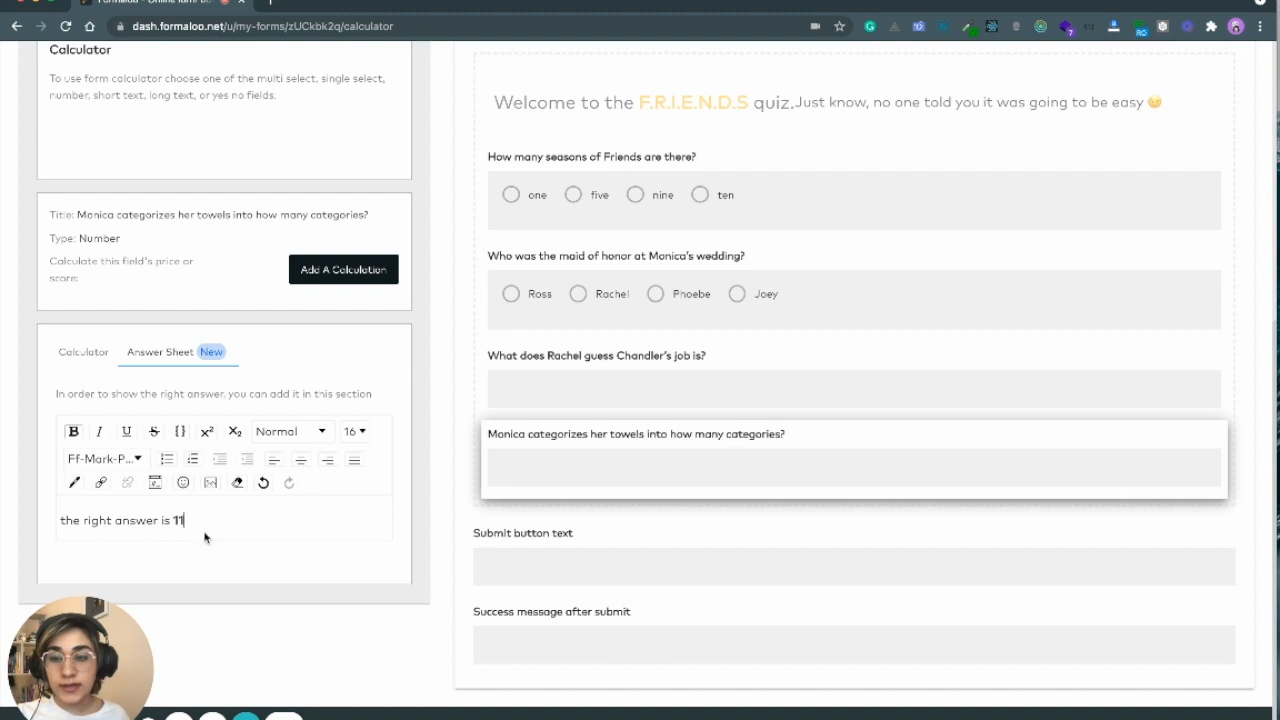 dash.formaloo.net/u/my-forms/zUCkbk2q/calculator
Calculator
To use form calculator choose one of the multi select, single select,
number, short text, long text, or yes no fields.
Title: Monica categorizes her towels into how many categories?
Type: Number
Calculate this field's price or
score:
Add A Calculation
Calculator Answer Sheet New
In order to show the right answer, you can add it in this section
B I U S {} x² X₂ Normal 16
Ff-Mark-P...
the right answer is 11
Welcome to the F.R.I.E.N.D.S quiz.Just know, no one told you it was going to be easy 😉
How many seasons of Friends are there?
one five nine ten
Who was the maid of honor at Monica's wedding?
Ross Rachel Phoebe Joey
What does Rachel guess Chandler's job is?
Monica categorizes her towels into how many categories?
Submit button text
Success message after submit